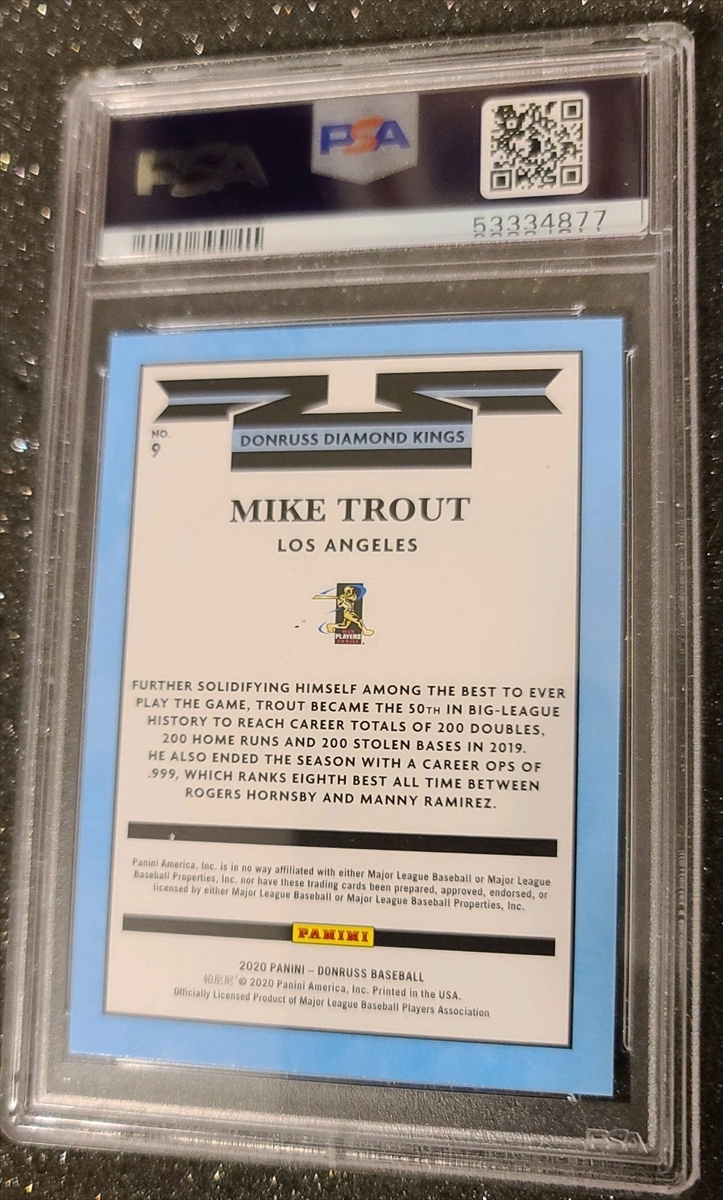 PSA PSA
53334877
NO.
9
DONRUSS DIAMOND KINGS
MIKE TROUT
LOS ANGELES
MLB
PLAYERS
CHOICE
FURTHER SOLIDIFYING HIMSELF AMONG THE BEST TO EVER
PLAY THE GAME, TROUT BECAME THE 50TH IN BIG-LEAGUE
HISTORY TO REACH CAREER TOTALS OF 200 DOUBLES,
200 HOME RUNS AND 200 STOLEN BASES IN 2019.
HE ALSO ENDED THE SEASON WITH A CAREER OPS OF
.999, WHICH RANKS EIGHTH BEST ALL TIME BETWEEN
ROGERS HORNSBY AND MANNY RAMIREZ.
Panini America, Inc. is in no way affiliated with either Major League Baseball or Major League
Baseball Properties, Inc. nor have these trading cards been prepared, approved, endorsed, or
licensed by either Major League Baseball or Major League Baseball Properties, Inc.
PANINI
2020 PANINI – DONRUSS BASEBALL
帕尼尼® © 2020 Panini America, Inc. Printed in the USA.
Officially Licensed Product of Major League Baseball Players Association
PSA